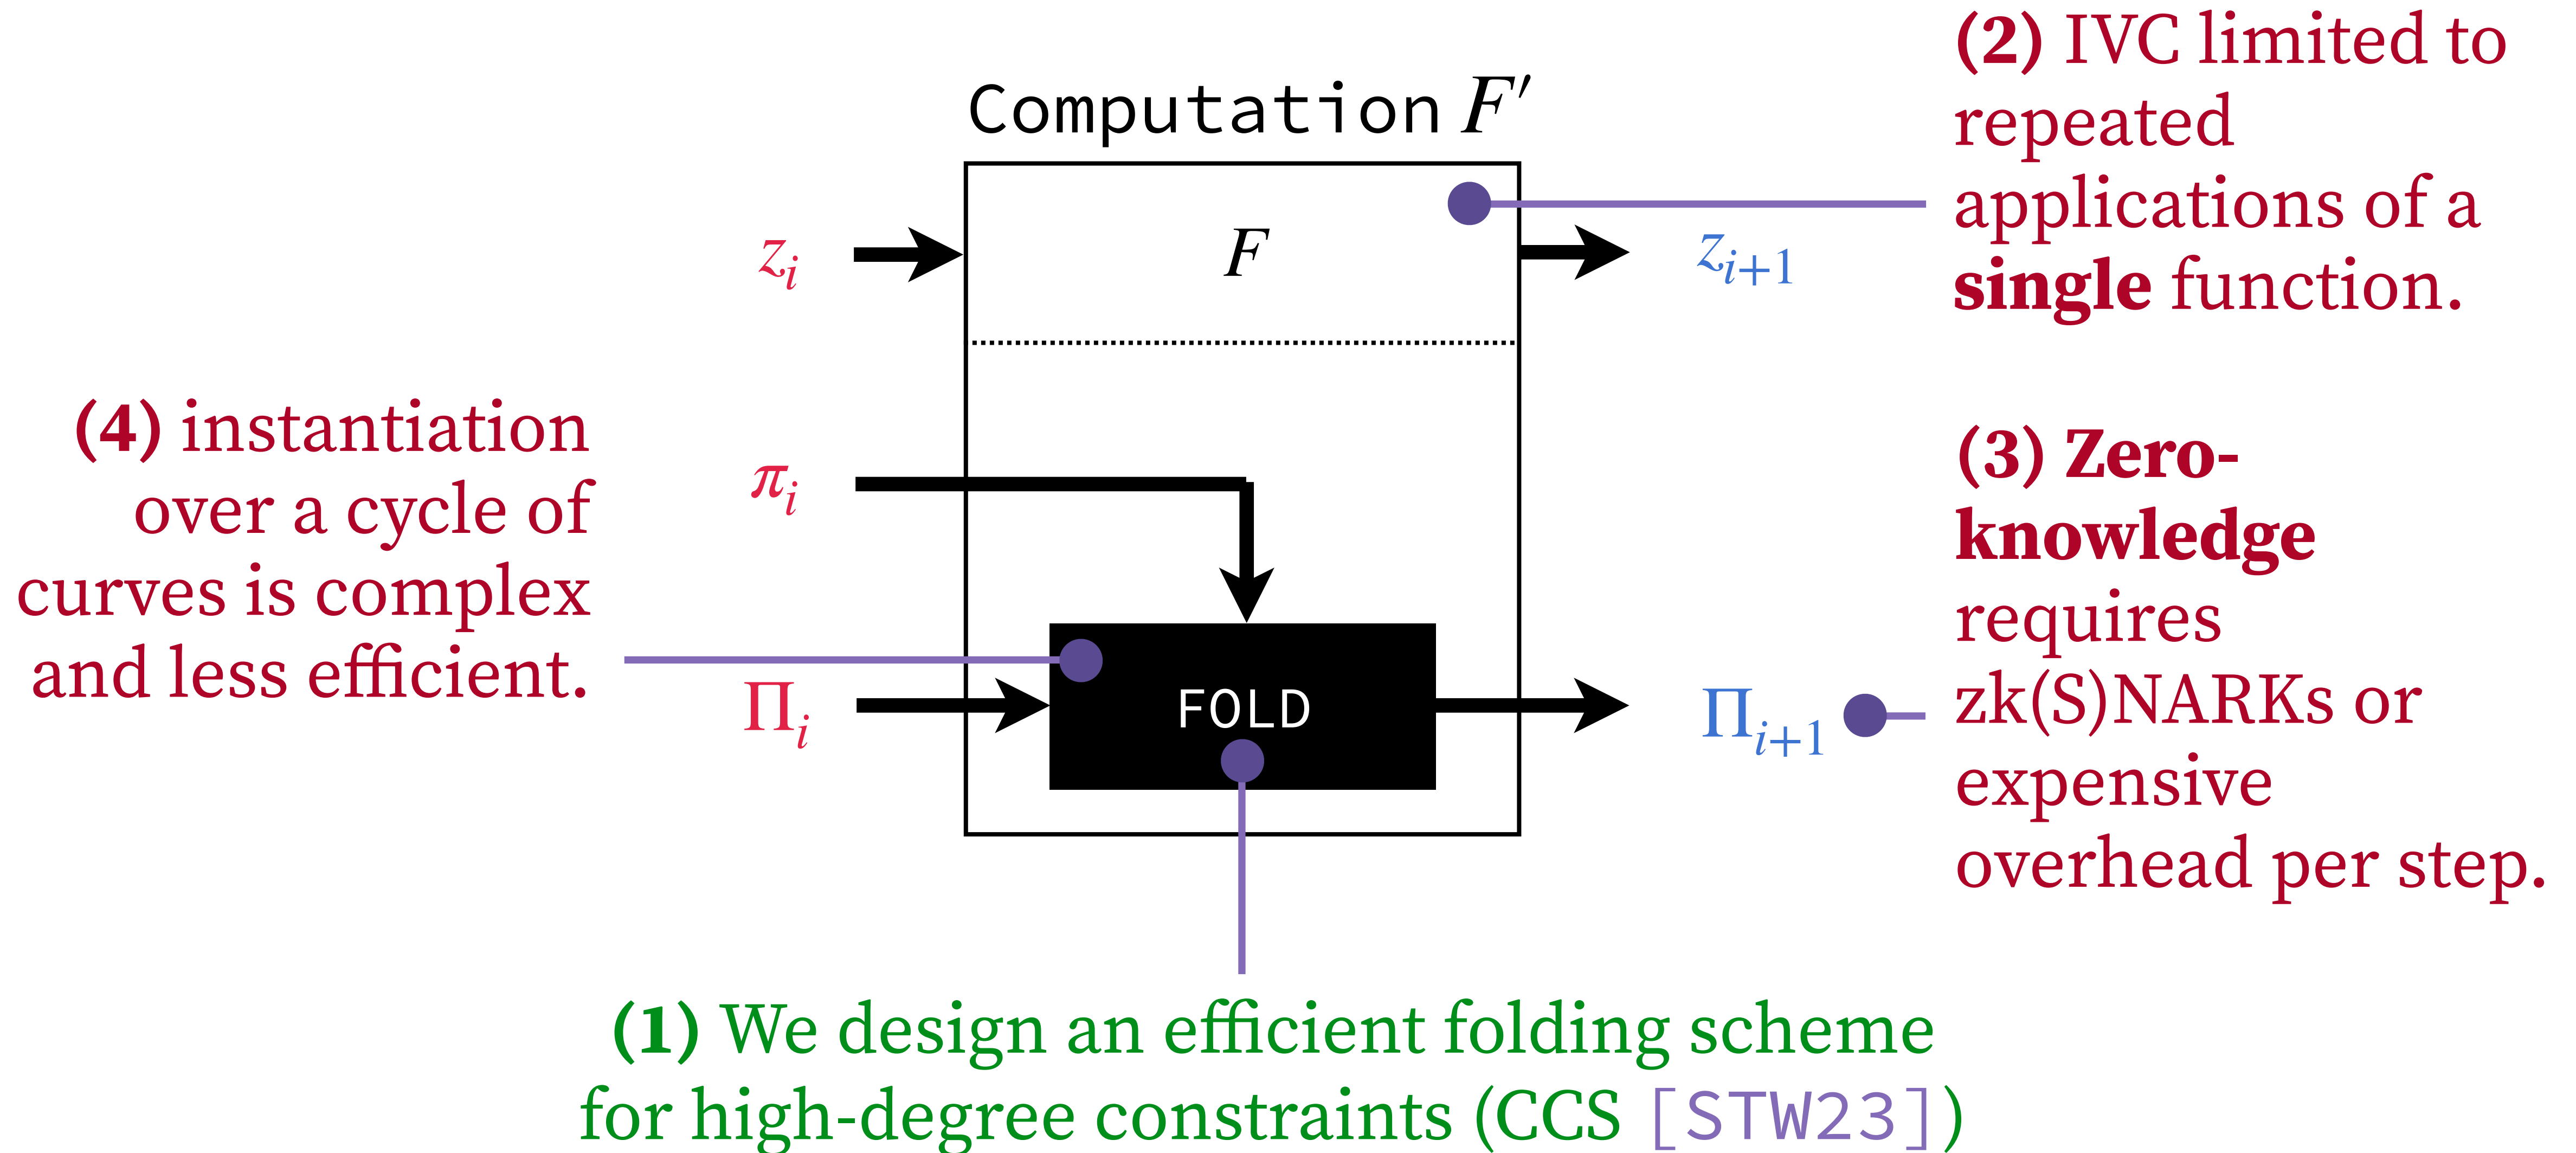 Computation F′
(2) IVC limited to
repeated
applications of a
single function.
z_i
F
z_{i+1}
(4) instantiation
over a cycle of
curves is complex
and less efficient.
π_i
Π_i
FOLD
Π_{i+1}
(3) Zero-
knowledge
requires
zk(S)NARKs or
expensive
overhead per step.
(1) We design an efficient folding scheme
for high-degree constraints (CCS [STW23])